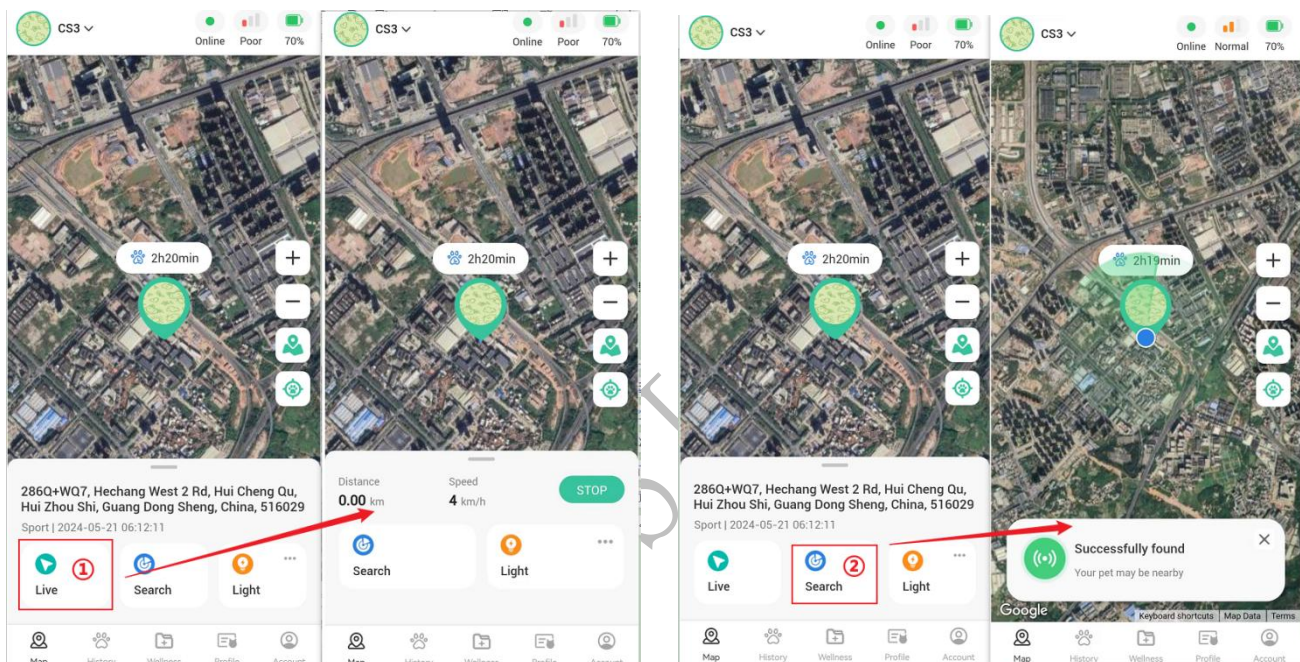 CS3
Online Poor 70%
2h20min
+
−
286Q+WQ7, Hechang West 2 Rd, Hui Cheng Qu,
Hui Zhou Shi, Guang Dong Sheng, China, 516029
Sport | 2024-05-21 06:12:11
①
Live
Search
Light
Map History Wellness Profile Account
CS3
Online Poor 70%
2h20min
+
−
Distance Speed
0.00 km 4 km/h
STOP
Search
Light
Map History Wellness Profile Account
CS3
Online Poor 70%
2h20min
+
−
286Q+WQ7, Hechang West 2 Rd, Hui Cheng Qu,
Hui Zhou Shi, Guang Dong Sheng, China, 516029
Sport | 2024-05-21 06:12:11
Live
②
Search
Light
Map History Wellness Profile Account
CS3
Online Normal 70%
2h19min
+
−
Successfully found
Your pet may be nearby
Google
Keyboard shortcuts Map Data Terms
Map History Wellness Profile Account